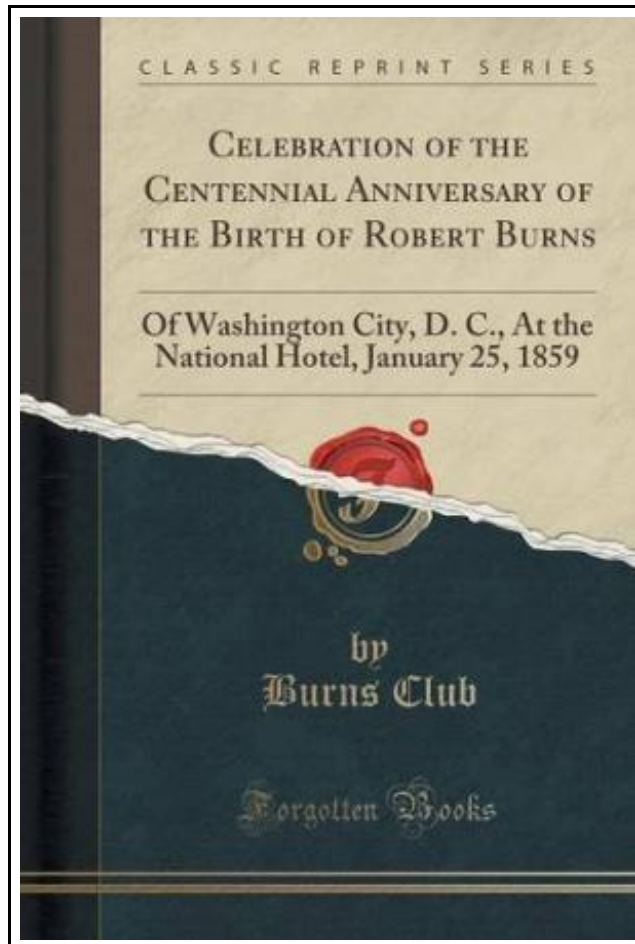 CLASSIC REPRINT SERIES
CELEBRATION OF THE
CENTENNIAL ANNIVERSARY OF
THE BIRTH OF ROBERT BURNS
Of Washington City, D. C., At the
National Hotel, January 25, 1859
F
by
Burns Club
Forgotten Books